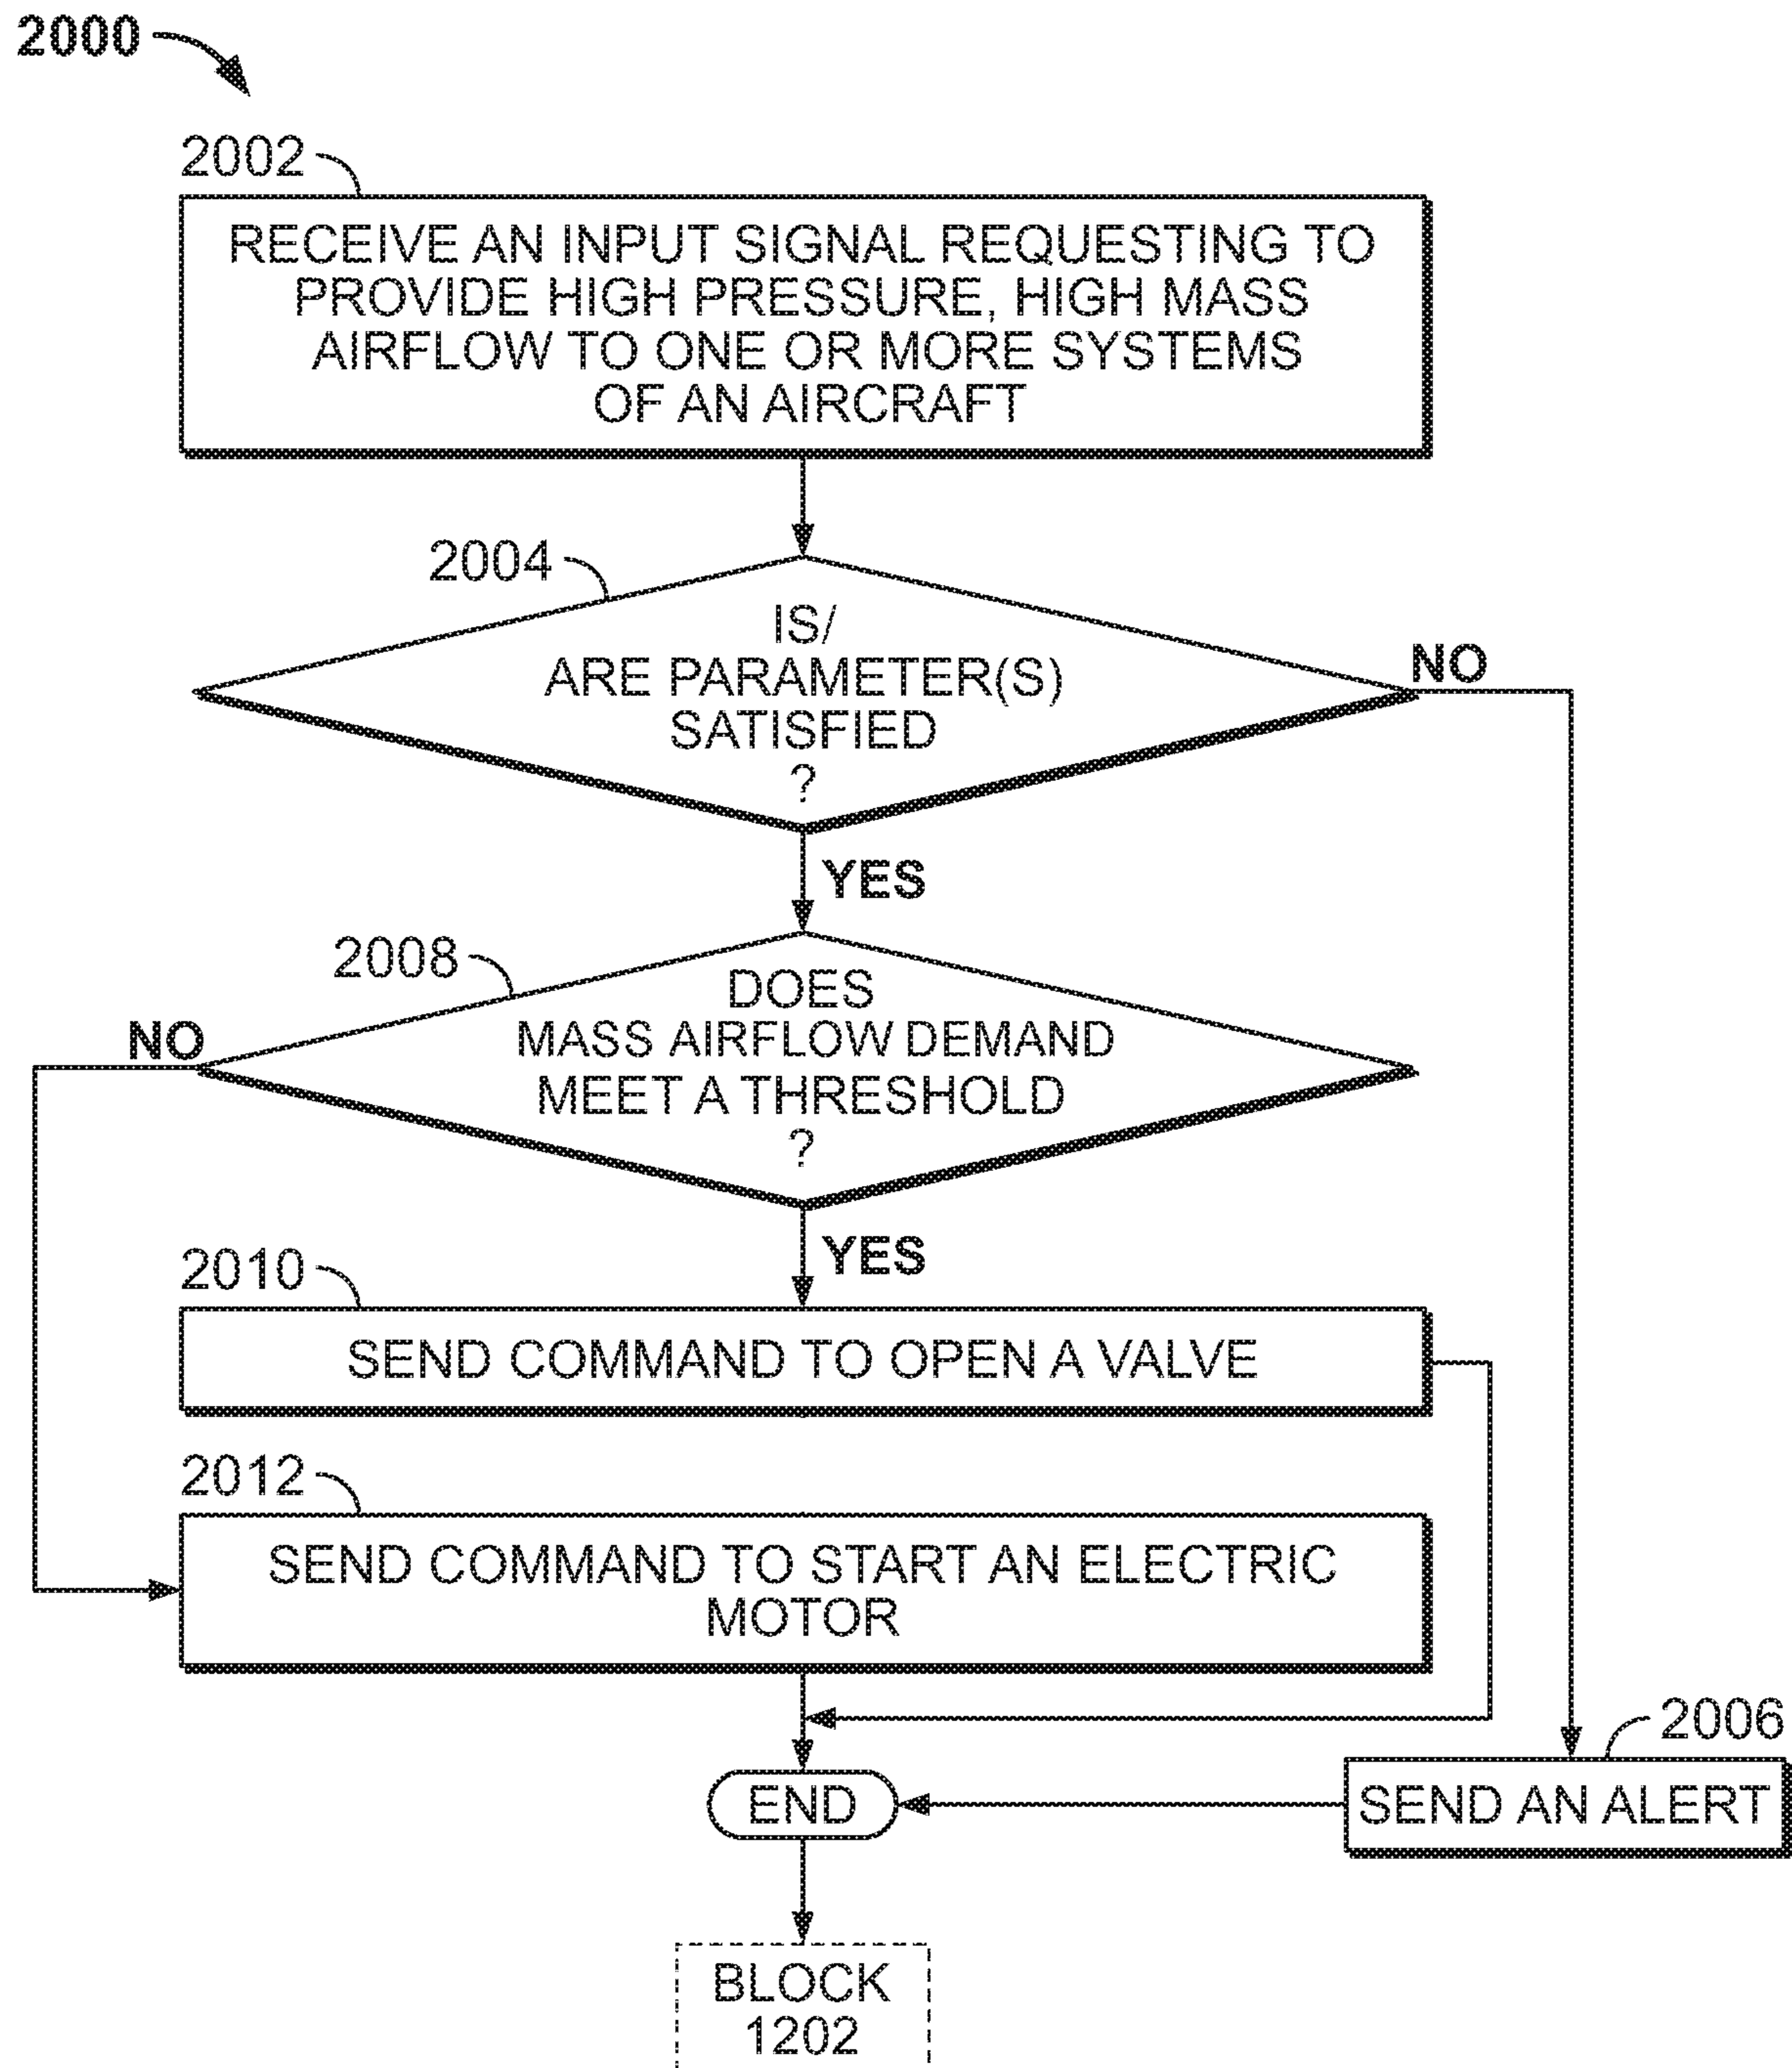 2000
2002
RECEIVE AN INPUT SIGNAL REQUESTING TO
PROVIDE HIGH PRESSURE, HIGH MASS
AIRFLOW TO ONE OR MORE SYSTEMS
OF AN AIRCRAFT
2004
IS/
ARE PARAMETER(S)
SATISFIED
?
NO
YES
2008
DOES
MASS AIRFLOW DEMAND
MEET A THRESHOLD
?
NO
YES
2010
SEND COMMAND TO OPEN A VALVE
2012
SEND COMMAND TO START AN ELECTRIC
MOTOR
2006
SEND AN ALERT
END
BLOCK
1202